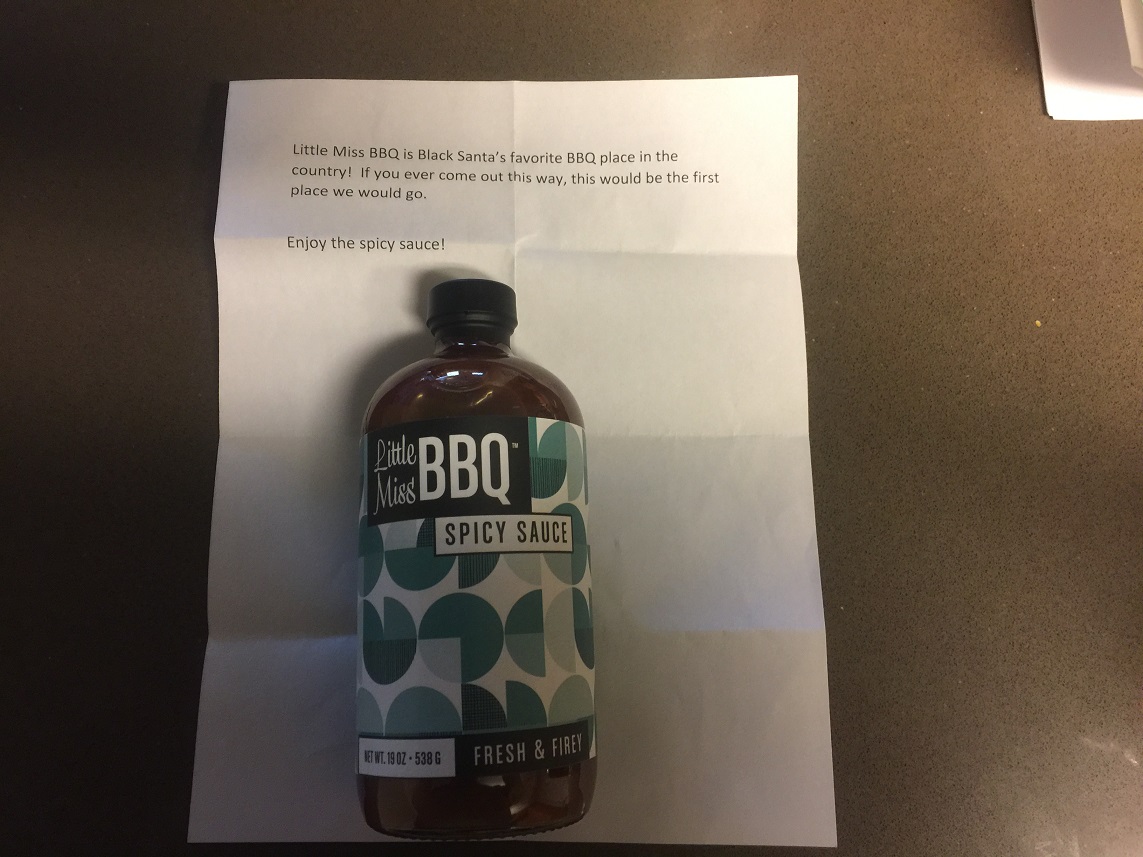 Little Miss BBQ is Black Santa's favorite BBQ place in the
country! If you ever come out this way, this would be the first
place we would go.
Enjoy the spicy sauce!
Little
Miss BBQ™
SPICY SAUCE
NET WT. 19 OZ • 538 G FRESH & FIREY